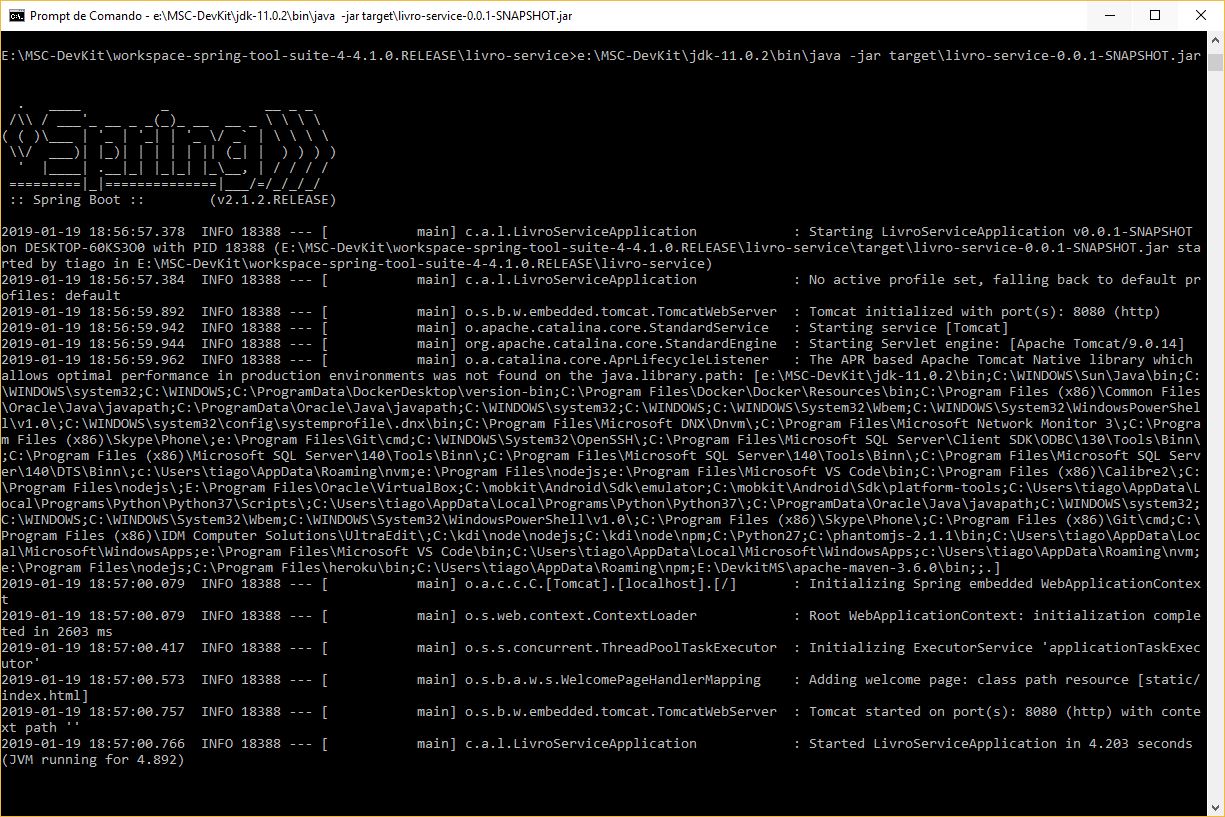 Prompt de Comando - e:\MSC-DevKit\jdk-11.0.2\bin\java  -jar target\livro-service-0.0.1-SNAPSHOT.jar
E:\MSC-DevKit\workspace-spring-tool-suite-4-4.1.0.RELEASE\livro-service>e:\MSC-DevKit\jdk-11.0.2\bin\java -jar target\livro-service-0.0.1-SNAPSHOT.jar
  .   ____          _            __ _ _
 /\\ / ___'_ __ _ _(_)_ __  __ _ \ \ \ \
( ( )\___ | '_ | '_| | '_ \/ _` | \ \ \ \
 \\/  ___)| |_)| | | | | || (_| |  ) ) ) )
  '  |____| .__|_| |_|_| |_\__, | / / / /
 =========|_|==============|___/=/_/_/_/
 :: Spring Boot ::        (v2.1.2.RELEASE)
2019-01-19 18:56:57.378  INFO 18388 --- [           main] c.a.l.LivroServiceApplication            : Starting LivroServiceApplication v0.0.1-SNAPSHOT
on DESKTOP-60KS3O0 with PID 18388 (E:\MSC-DevKit\workspace-spring-tool-suite-4-4.1.0.RELEASE\livro-service\target\livro-service-0.0.1-SNAPSHOT.jar sta
rted by tiago in E:\MSC-DevKit\workspace-spring-tool-suite-4-4.1.0.RELEASE\livro-service)
2019-01-19 18:56:57.384  INFO 18388 --- [           main] c.a.l.LivroServiceApplication            : No active profile set, falling back to default pr
ofiles: default
2019-01-19 18:56:59.892  INFO 18388 --- [           main] o.s.b.w.embedded.tomcat.TomcatWebServer  : Tomcat initialized with port(s): 8080 (http)
2019-01-19 18:56:59.942  INFO 18388 --- [           main] o.apache.catalina.core.StandardService   : Starting service [Tomcat]
2019-01-19 18:56:59.944  INFO 18388 --- [           main] org.apache.catalina.core.StandardEngine  : Starting Servlet engine: [Apache Tomcat/9.0.14]
2019-01-19 18:56:59.962  INFO 18388 --- [           main] o.a.catalina.core.AprLifecycleListener   : The APR based Apache Tomcat Native library which
allows optimal performance in production environments was not found on the java.library.path: [e:\MSC-DevKit\jdk-11.0.2\bin;C:\WINDOWS\Sun\Java\bin;C:
\WINDOWS\system32;C:\WINDOWS;C:\ProgramData\DockerDesktop\version-bin;C:\Program Files\Docker\Docker\Resources\bin;C:\Program Files (x86)\Common Files
\Oracle\Java\javapath;C:\ProgramData\Oracle\Java\javapath;C:\WINDOWS\system32;C:\WINDOWS;C:\WINDOWS\System32\Wbem;C:\WINDOWS\System32\WindowsPowerShel
l\v1.0\;C:\WINDOWS\system32\config\systemprofile\.dnx\bin;C:\Program Files\Microsoft DNX\Dnvm\;C:\Program Files\Microsoft Network Monitor 3\;C:\Progra
m Files (x86)\Skype\Phone\;e:\Program Files\Git\cmd;C:\WINDOWS\System32\OpenSSH\;C:\Program Files\Microsoft SQL Server\Client SDK\ODBC\130\Tools\Binn\
;C:\Program Files (x86)\Microsoft SQL Server\140\Tools\Binn\;C:\Program Files\Microsoft SQL Server\140\Tools\Binn\;C:\Program Files\Microsoft SQL Serv
er\140\DTS\Binn\;c:\Users\tiago\AppData\Roaming\nvm;e:\Program Files\nodejs;e:\Program Files\Microsoft VS Code\bin;C:\Program Files (x86)\Calibre2\;C:
\Program Files\nodejs\;E:\Program Files\Oracle\VirtualBox;C:\mobkit\Android\Sdk\emulator;C:\mobkit\Android\Sdk\platform-tools;C:\Users\tiago\AppData\L
ocal\Programs\Python\Python37\Scripts\;C:\Users\tiago\AppData\Local\Programs\Python\Python37\;C:\ProgramData\Oracle\Java\javapath;C:\WINDOWS\system32;
C:\WINDOWS;C:\WINDOWS\System32\Wbem;C:\WINDOWS\System32\WindowsPowerShell\v1.0\;C:\Program Files (x86)\Skype\Phone\;C:\Program Files (x86)\Git\cmd;C:\
Program Files (x86)\IDM Computer Solutions\UltraEdit\;C:\kdi\node\nodejs;C:\kdi\node\npm;C:\Python27;C:\phantomjs-2.1.1\bin;C:\Users\tiago\AppData\Loc
al\Microsoft\WindowsApps;e:\Program Files\Microsoft VS Code\bin;C:\Users\tiago\AppData\Local\Microsoft\WindowsApps;c:\Users\tiago\AppData\Roaming\nvm;
e:\Program Files\nodejs;C:\Program Files\heroku\bin;C:\Users\tiago\AppData\Roaming\npm;E:\DevkitMS\apache-maven-3.6.0\bin;;.]
2019-01-19 18:57:00.079  INFO 18388 --- [           main] o.a.c.c.C.[Tomcat].[localhost].[/]       : Initializing Spring embedded WebApplicationContex
t
2019-01-19 18:57:00.079  INFO 18388 --- [           main] o.s.web.context.ContextLoader            : Root WebApplicationContext: initialization comple
ted in 2603 ms
2019-01-19 18:57:00.417  INFO 18388 --- [           main] o.s.s.concurrent.ThreadPoolTaskExecutor  : Initializing ExecutorService 'applicationTaskExec
utor'
2019-01-19 18:57:00.573  INFO 18388 --- [           main] o.s.b.a.w.s.WelcomePageHandlerMapping    : Adding welcome page: class path resource [static/
index.html]
2019-01-19 18:57:00.757  INFO 18388 --- [           main] o.s.b.w.embedded.tomcat.TomcatWebServer  : Tomcat started on port(s): 8080 (http) with conte
xt path ''
2019-01-19 18:57:00.766  INFO 18388 --- [           main] c.a.l.LivroServiceApplication            : Started LivroServiceApplication in 4.203 seconds
(JVM running for 4.892)